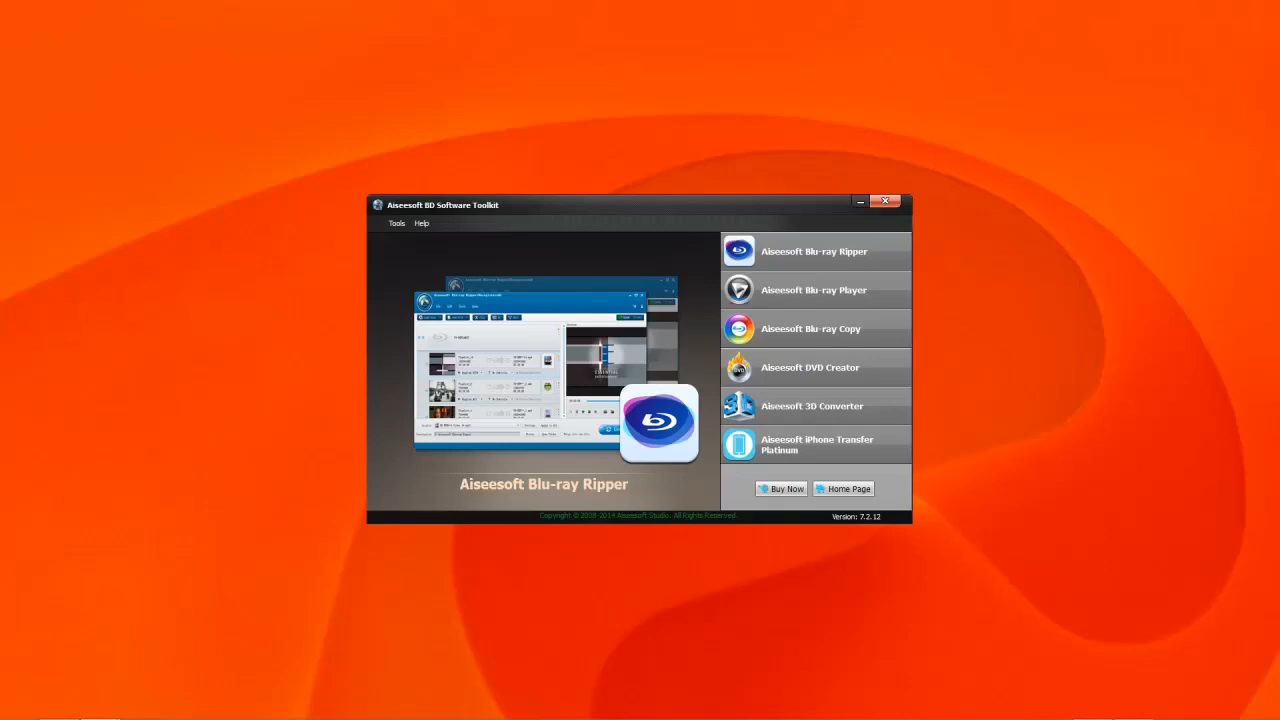 Aiseesoft BD Software Toolkit
Tools Help
Aiseesoft Blu-ray Ripper
Aiseesoft Blu-ray Player
Aiseesoft Blu-ray Copy
Aiseesoft DVD Creator
Aiseesoft 3D Converter
Aiseesoft iPhone Transfer
Platinum
Aiseesoft Blu-ray Ripper
Buy Now Home Page
Copyright © 2008-2014 Aiseesoft Studio. All Rights Reserved.
Version: 7.2.12